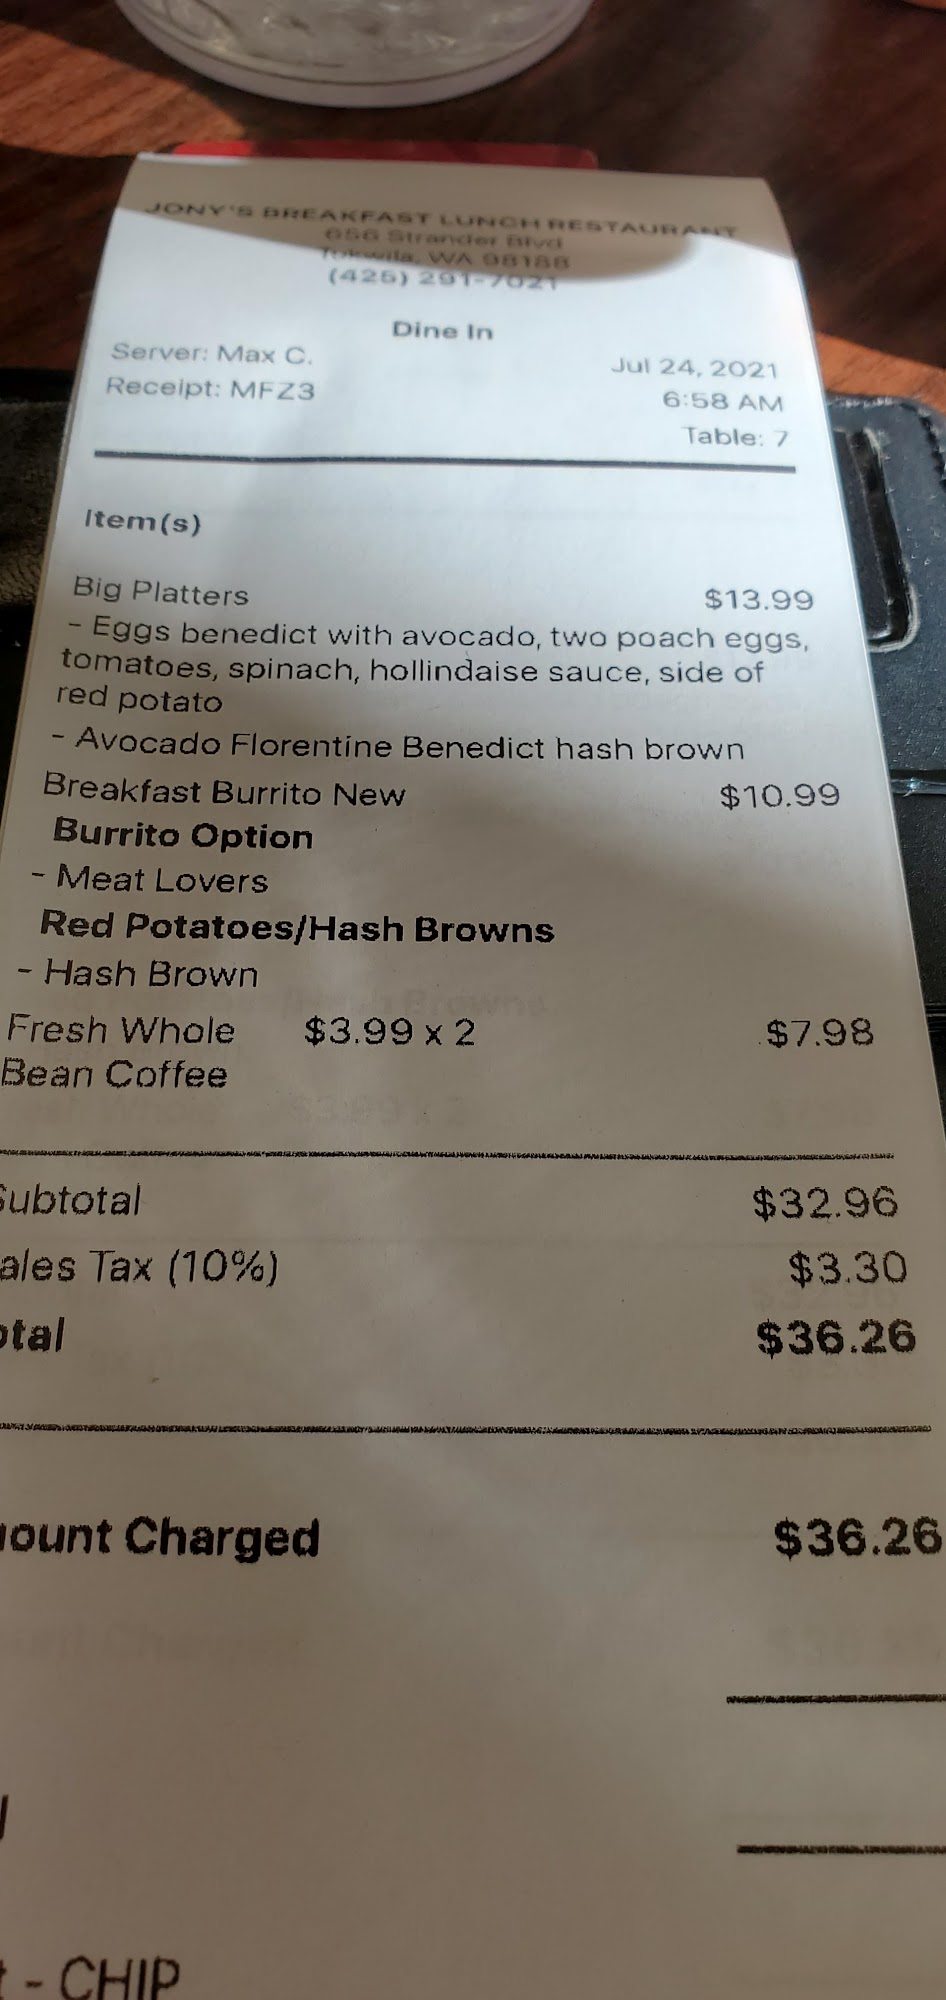 JONY'S BREAKFAST LUNCH RESTAURANT
656 Strander Blvd
Tukwila, WA 98188
(425) 291-7021
Dine In
Server: Max C.
Jul 24, 2021
Receipt: MFZ3
6:58 AM
Table: 7
Item(s)
Big Platters $13.99
- Eggs benedict with avocado, two poach eggs,
tomatoes, spinach, hollindaise sauce, side of
red potato
- Avocado Florentine Benedict hash brown
Breakfast Burrito New $10.99
Burrito Option
- Meat Lovers
Red Potatoes/Hash Browns
- Hash Brown
Fresh Whole $3.99 x 2 $7.98
Bean Coffee
Subtotal $32.96
ales Tax (10%) $3.30
otal $36.26
ount Charged $36.26
t - CHIP